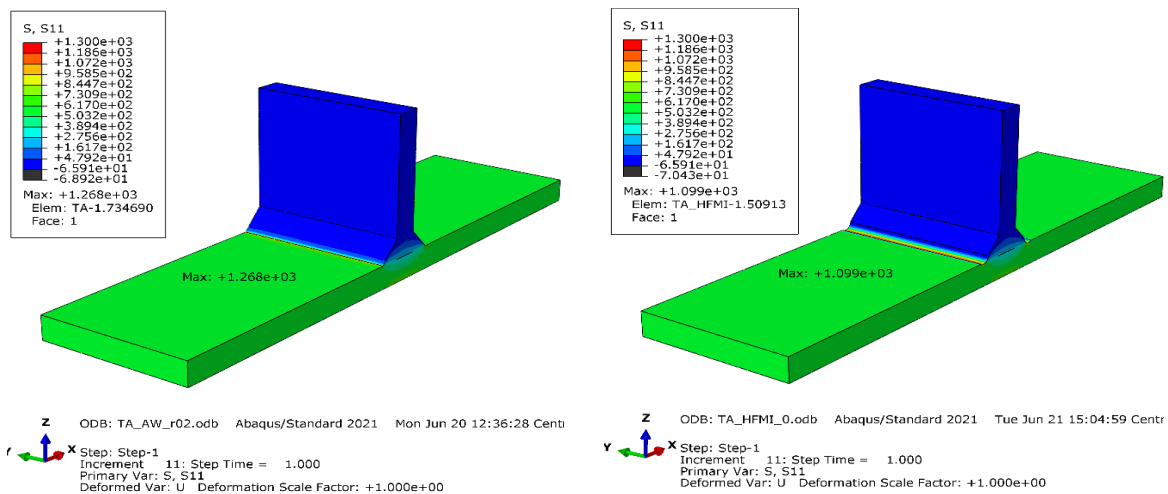 S, S11
+1.300e+03
+1.186e+03
+1.072e+03
+9.585e+02
+8.447e+02
+7.309e+02
+6.170e+02
+5.032e+02
+3.894e+02
+2.756e+02
+1.617e+02
+4.792e+01
-6.591e+01
-6.892e+01
Max: +1.268e+03
Elem: TA-1.734690
Face: 1
Max: +1.268e+03
Z
Y
X
ODB: TA_AW_r02.odb Abaqus/Standard 2021 Mon Jun 20 12:36:28
Step: Step-1
Increment 11: Step Time = 1.000
Primary Var: S, S11
Deformed Var: U Deformation Scale Factor: +1.000e+00
S, S11
+1.300e+03
+1.186e+03
+1.072e+03
+9.585e+02
+8.447e+02
+7.309e+02
+6.170e+02
+5.032e+02
+3.894e+02
+2.756e+02
+1.617e+02
+4.792e+01
-6.591e+01
-7.043e+01
Max: +1.099e+03
Elem: TA_HFMI-1.50913
Face: 1
Max: +1.099e+03
Z
Y
X
ODB: TA_HFMI_0.odb Abaqus/Standard 2021 Tue Jun 21 15:04:59
Step: Step-1
Increment 11: Step Time = 1.000
Primary Var: S, S11
Deformed Var: U Deformation Scale Factor: +1.000e+00